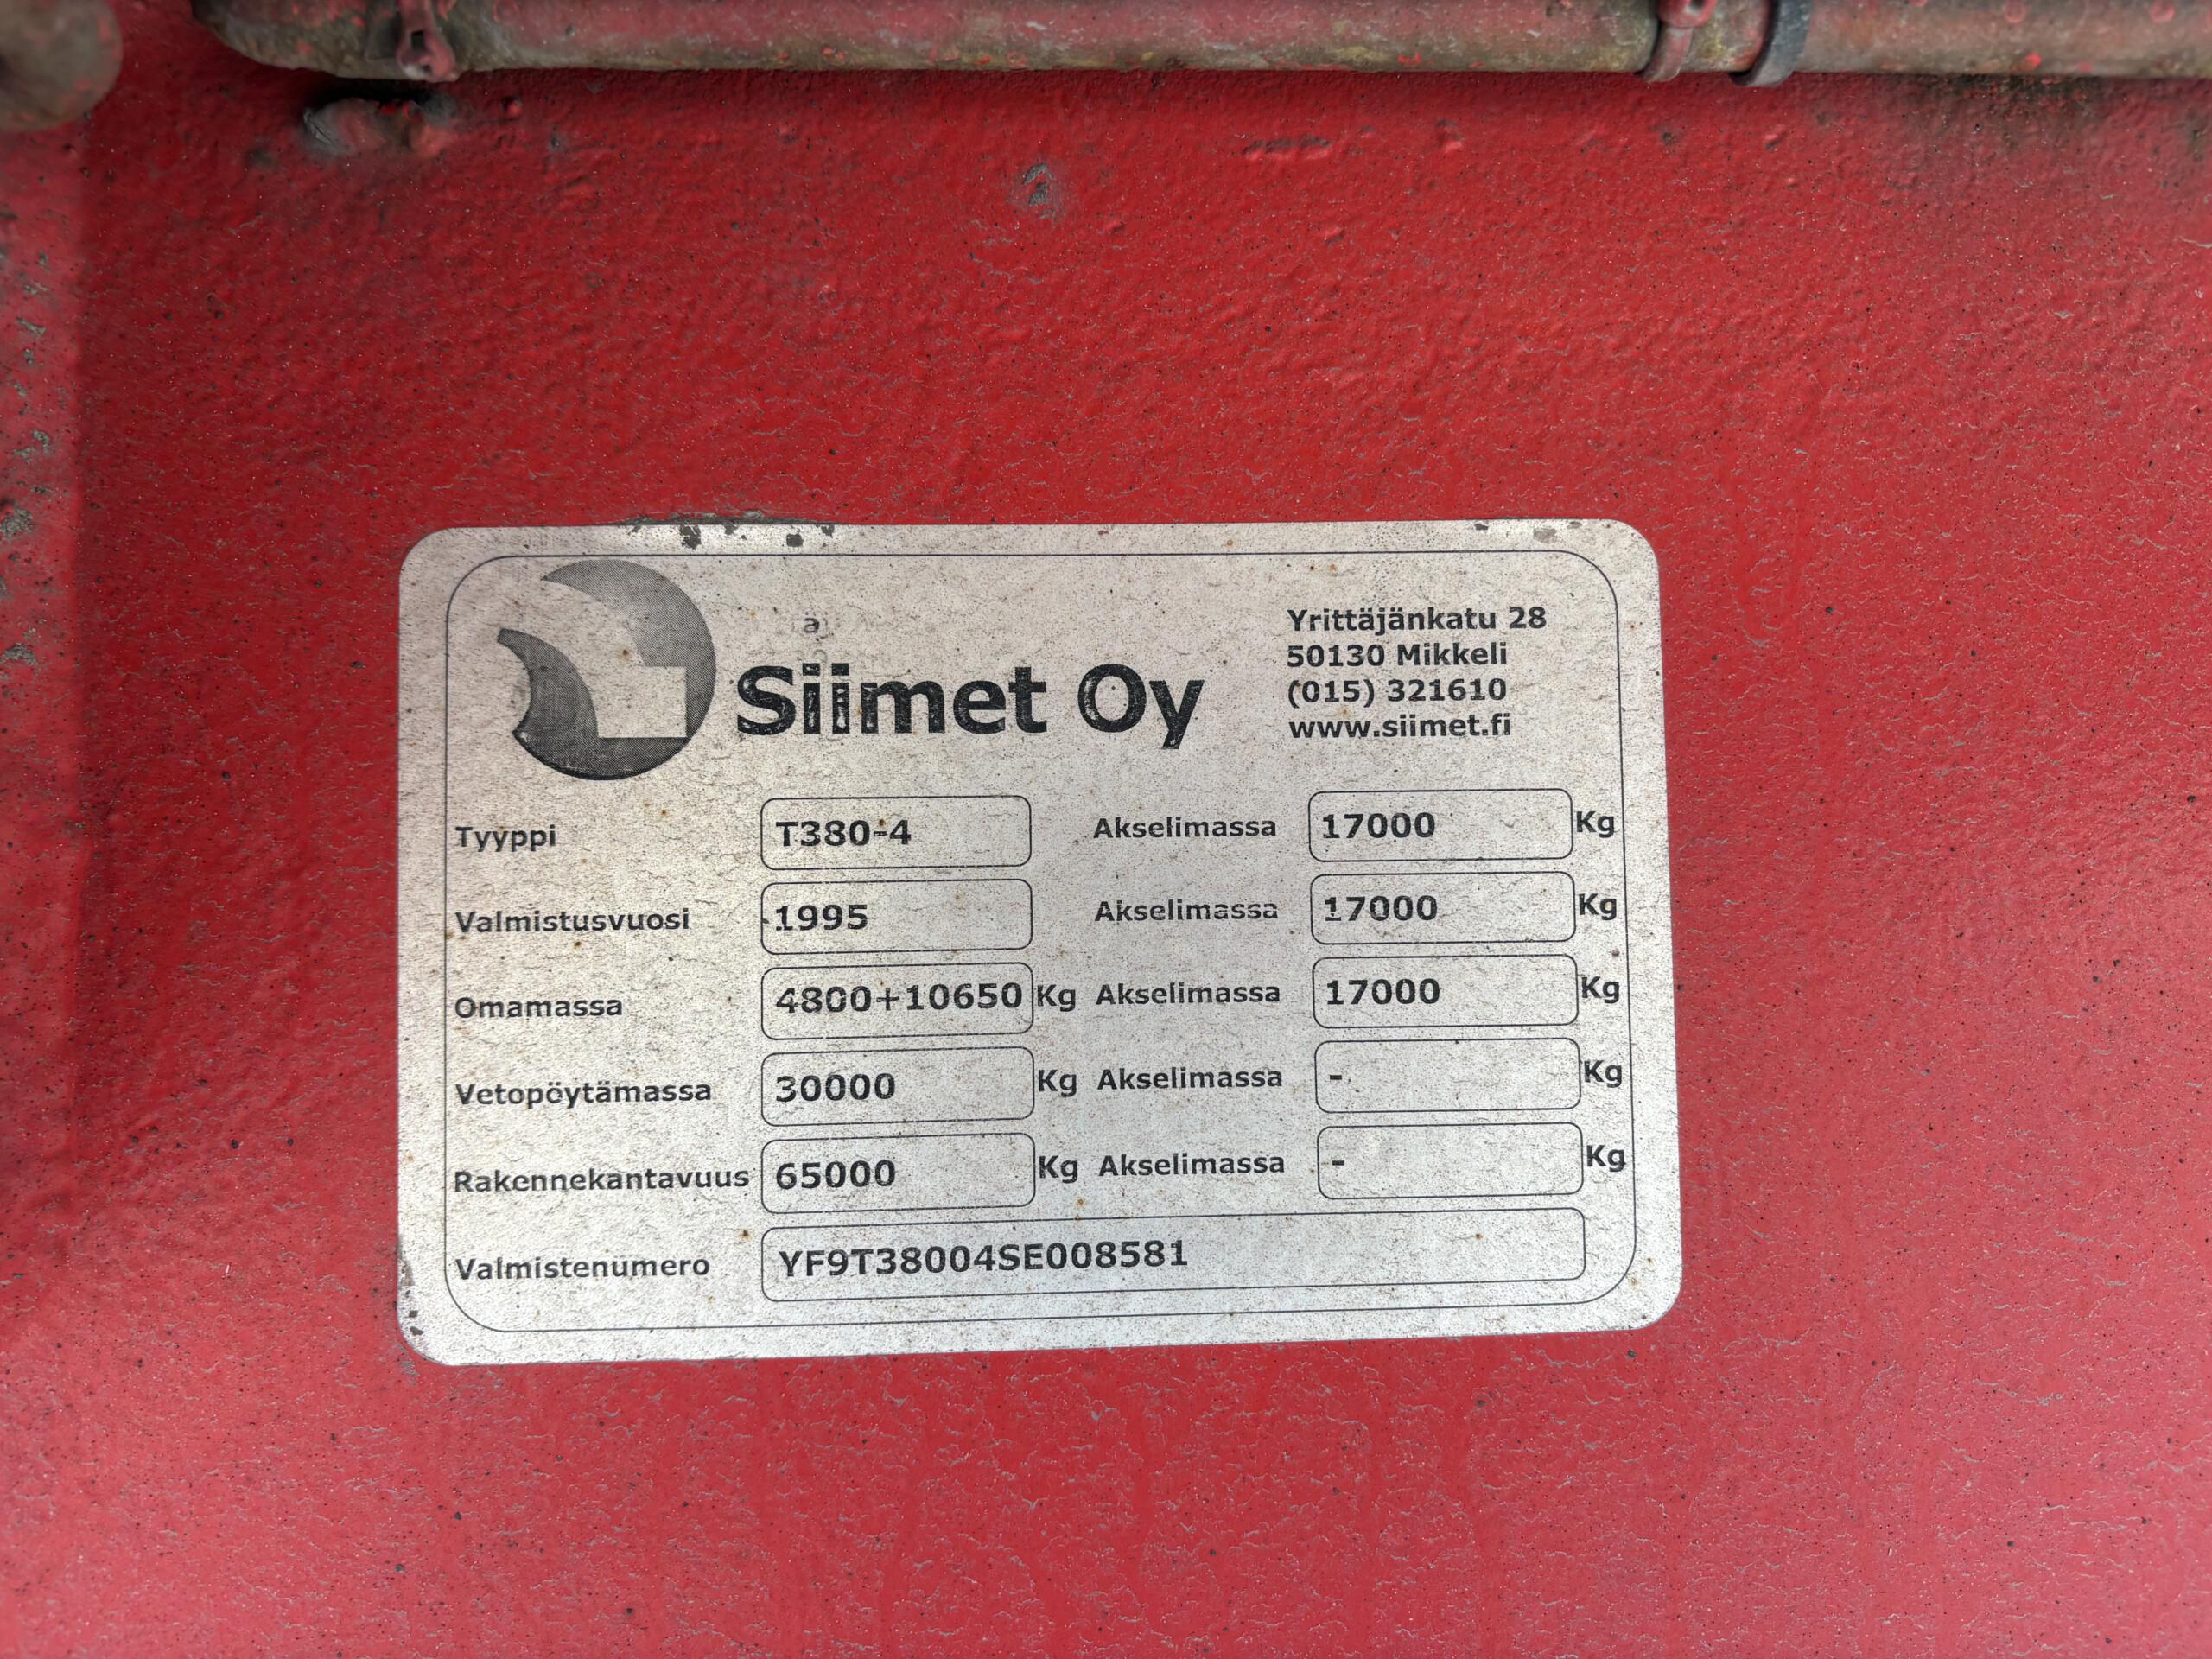 Siimet Oy
Yrittäjänkatu 28
50130 Mikkeli
(015) 321610
www.siimet.fi
Tyyppi T380-4 Akselimassa 17000 Kg
Valmistusvuosi 1995 Akselimassa 17000 Kg
Omamassa 4800+10650 Kg Akselimassa 17000 Kg
Vetopöytämassa 30000 Kg Akselimassa - Kg
Rakennekantavuus 65000 Kg Akselimassa - Kg
Valmistenumero YF9T38004SE008581